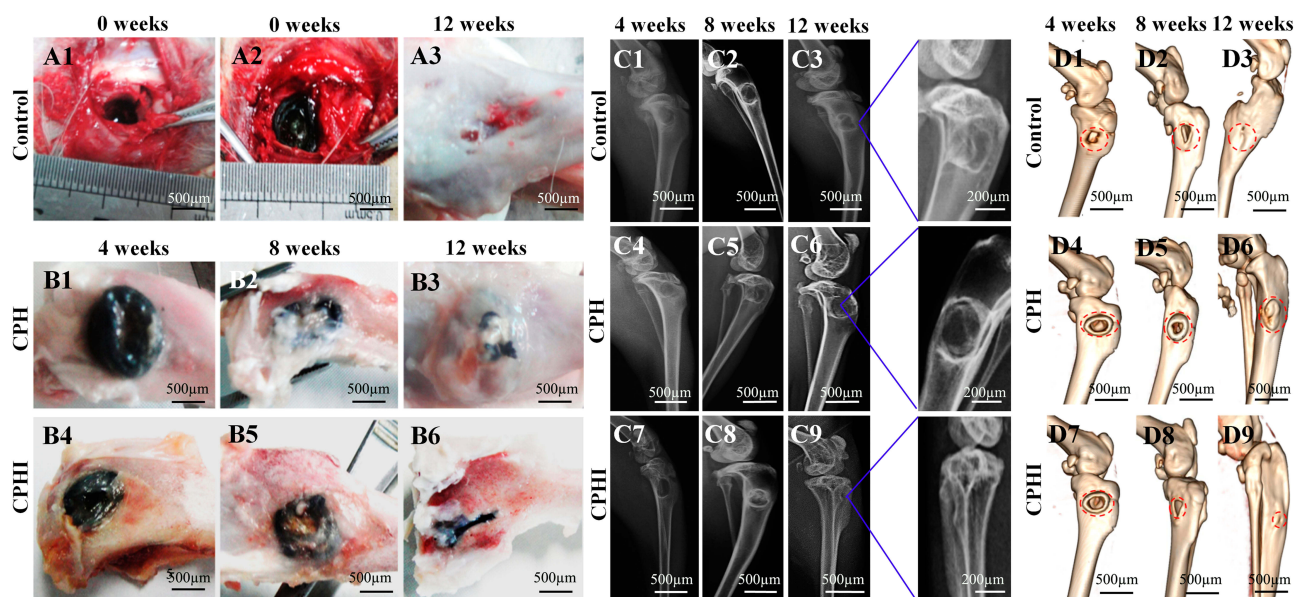 0 weeks 0 weeks 12 weeks 4 weeks 8 weeks 12 weeks 4 weeks 8 weeks 12 weeks
Control A1 A2 A3 Control C1 C2 C3 Control D1 D2 D3
500µm 500µm 500µm 500µm 500µm 500µm 200µm 500µm 500µm 500µm
4 weeks 8 weeks 12 weeks
CPH B1 B2 B3 CPH C4 C5 C6 CPH D4 D5 D6
500µm 500µm 500µm 500µm 500µm 500µm 200µm 500µm 500µm 500µm
CPHI B4 B5 B6 CPHI C7 C8 C9 CPHI D7 D8 D9
500µm 500µm 500µm 500µm 500µm 500µm 200µm 500µm 500µm 500µm